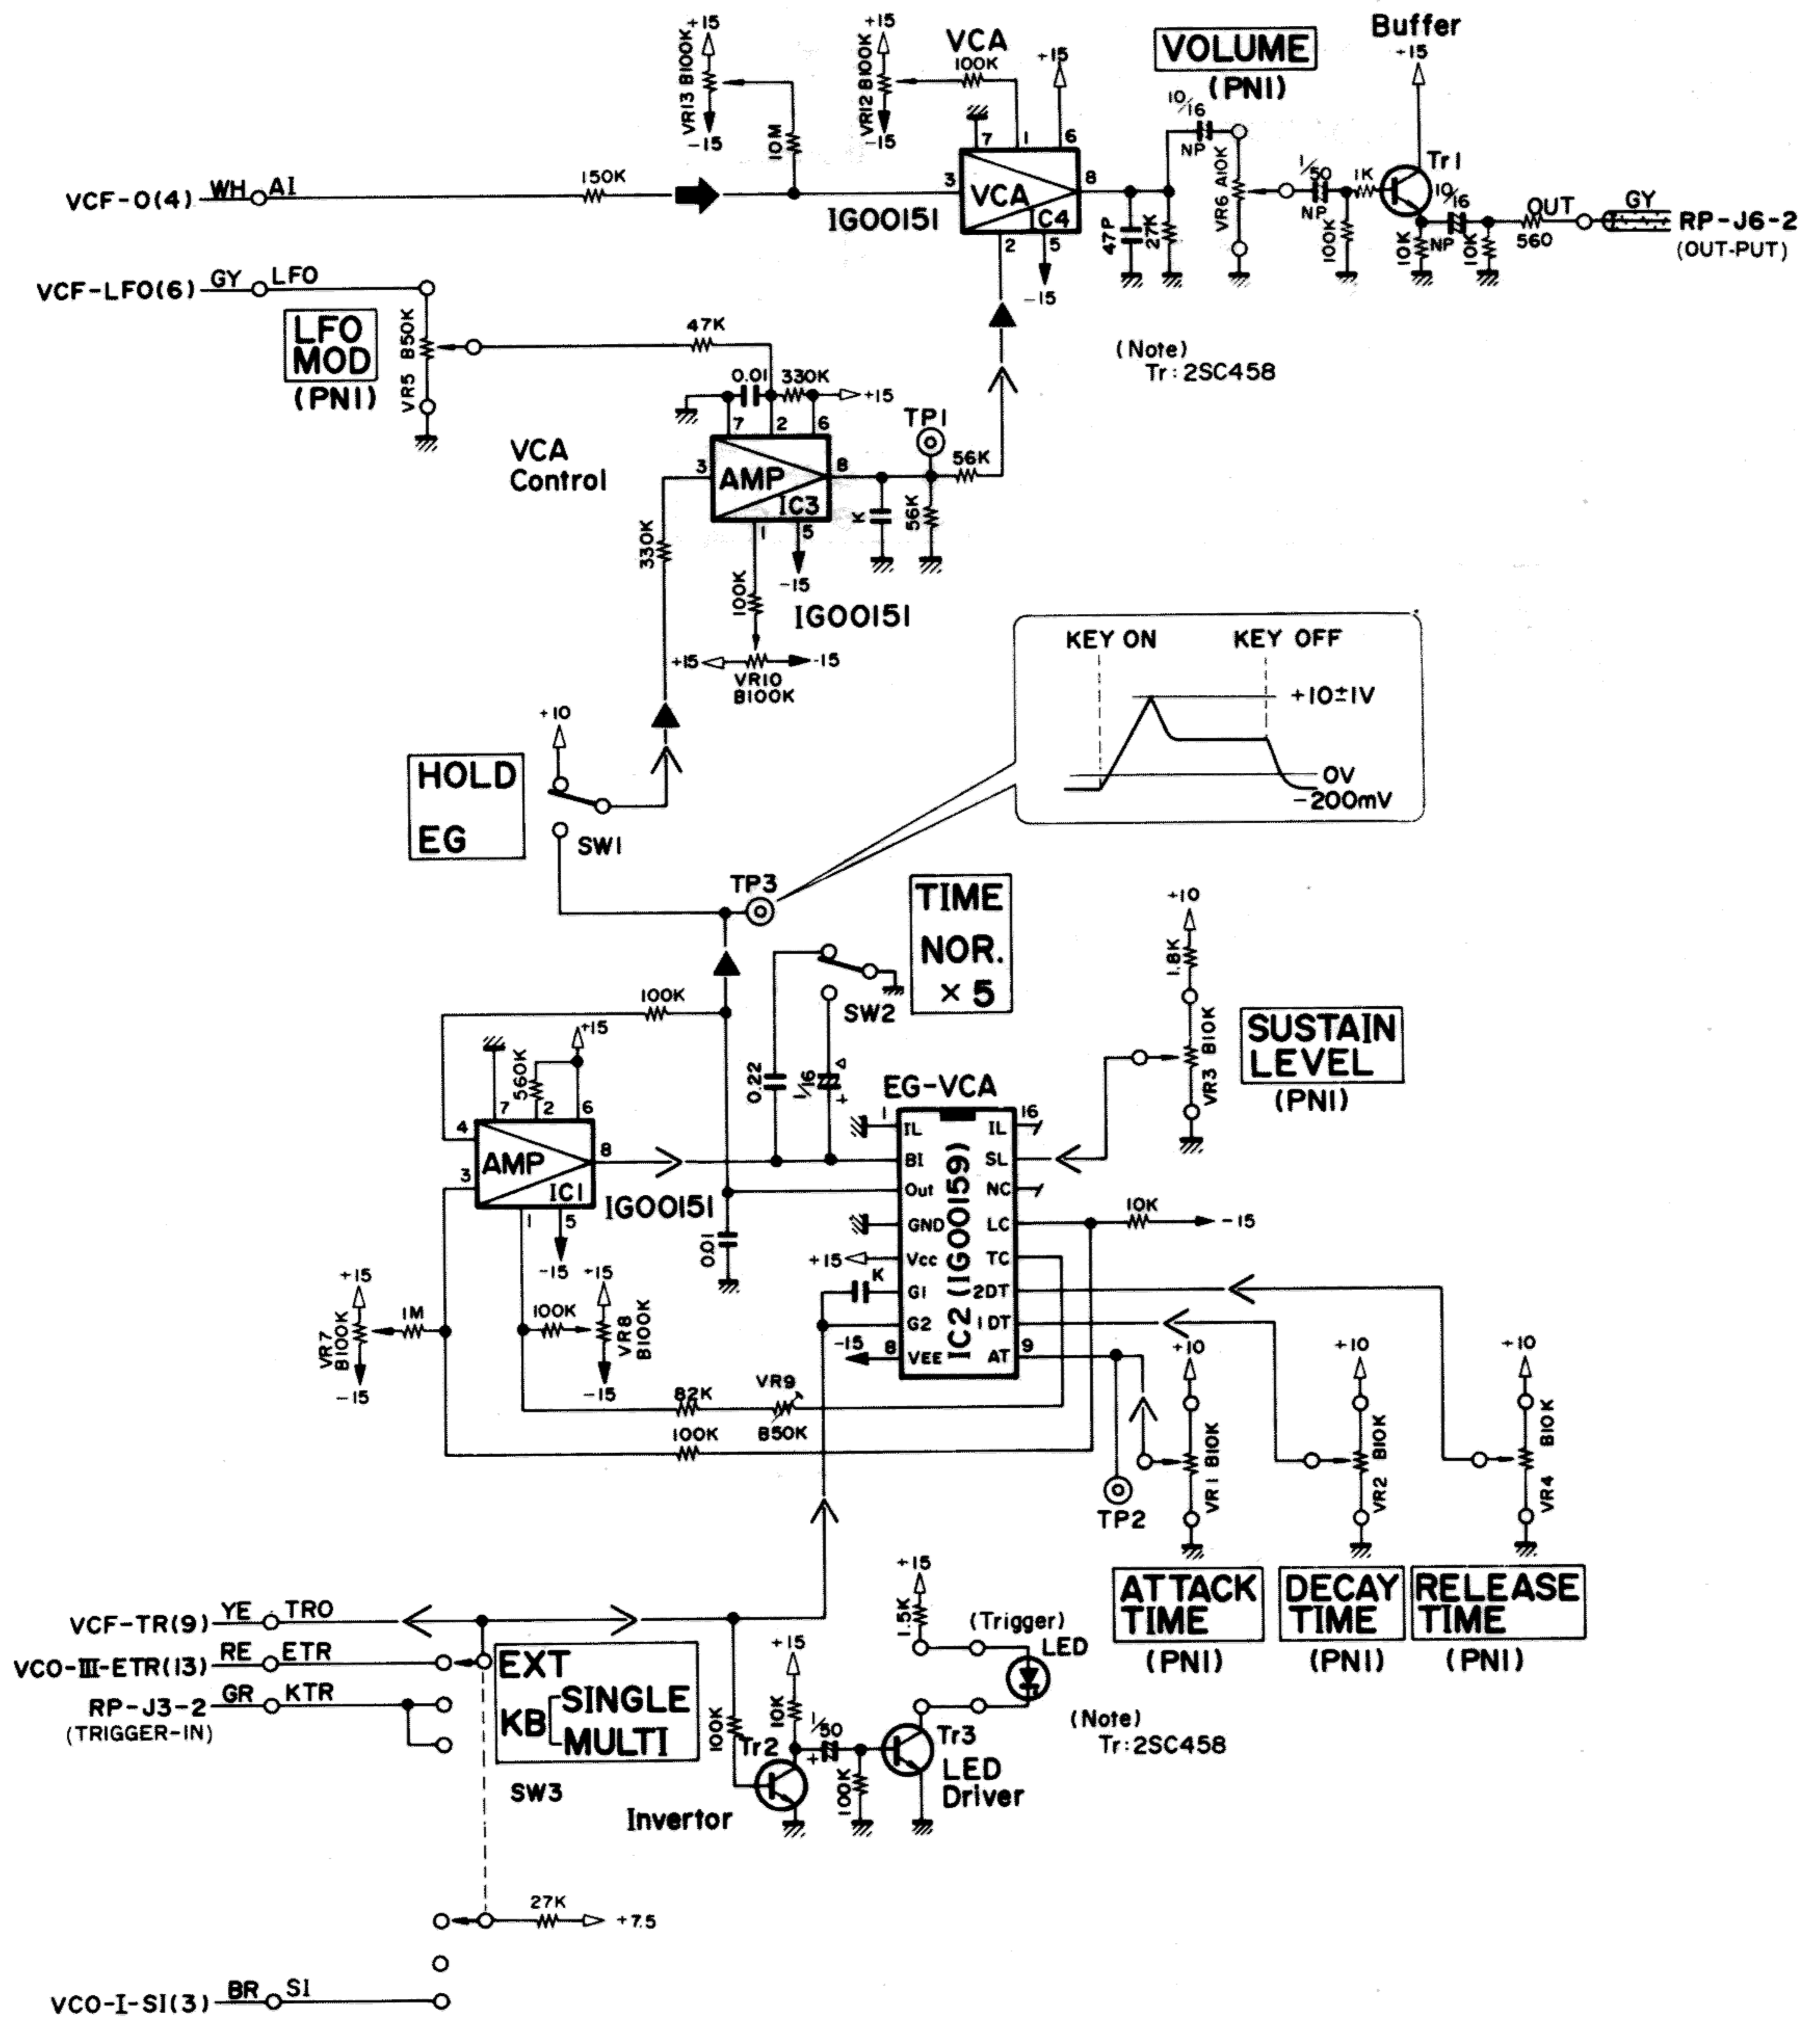 +15
VR13 B100K
-15
10M
+15
VR12 B100K
-15
VCA
100K
+15
7
1
6
3
VCA
8
IC4
IG00151
2
5
-15
47P
27K
10/16
NP
VOLUME
(PN1)
VR6 A10K
1/50
NP
100K
1K
Buffer
+15
Tr1
10K
10/16
NP
10K
560
OUT
GY
RP-J6-2
(OUT-PUT)
VCF-O(4)
WH
AI
150K
VCF-LFO(6)
GY
LFO
LFO
MOD
(PN1)
VR5 B50K
47K
(Note)
Tr : 2SC458
0.01
330K
+15
7
2
6
VCA
Control
3
AMP
8
IC3
1
5
-15
TP1
56K
K
56K
330K
100K
IG00151
+15
-15
VR10
B100K
KEY ON
KEY OFF
+10±1V
0V
-200mV
+10
HOLD
EG
SW1
TP3
TIME
NOR.
× 5
SW2
+10
1.8K
VR3 B10K
SUSTAIN
LEVEL
(PN1)
100K
+15
560K
7
2
6
4
AMP
8
3
IC1
IG00151
1
5
-15
0.22
1/16
+
EG-VCA
1
IL
IL
16
BI
SL
Out
NC
GND
LC
Vcc
TC
G1
2DT
G2
1DT
8
VEE
AT
9
IC2 (IG00159)
0.01
+15
K
-15
10K
-15
+15
VR7
B100K
-15
1M
100K
+15
VR8
B100K
-15
82K
VR9
B50K
100K
TP2
+10
VR1 B10K
+10
VR2 B10K
+10
VR4 B10K
ATTACK
TIME
(PN1)
DECAY
TIME
(PN1)
RELEASE
TIME
(PN1)
VCF-TR(9)
YE
TRO
VCO-III-ETR(13)
RE
ETR
RP-J3-2
GR
KTR
(TRIGGER-IN)
EXT
KB
SINGLE
MULTI
SW3
100K
+15
10K
Tr2
Invertor
1/50
+
100K
+15
1.5K
(Trigger)
LED
Tr3
LED
Driver
(Note)
Tr : 2SC458
27K
+7.5
VCO-I-SI(3)
BR
SI